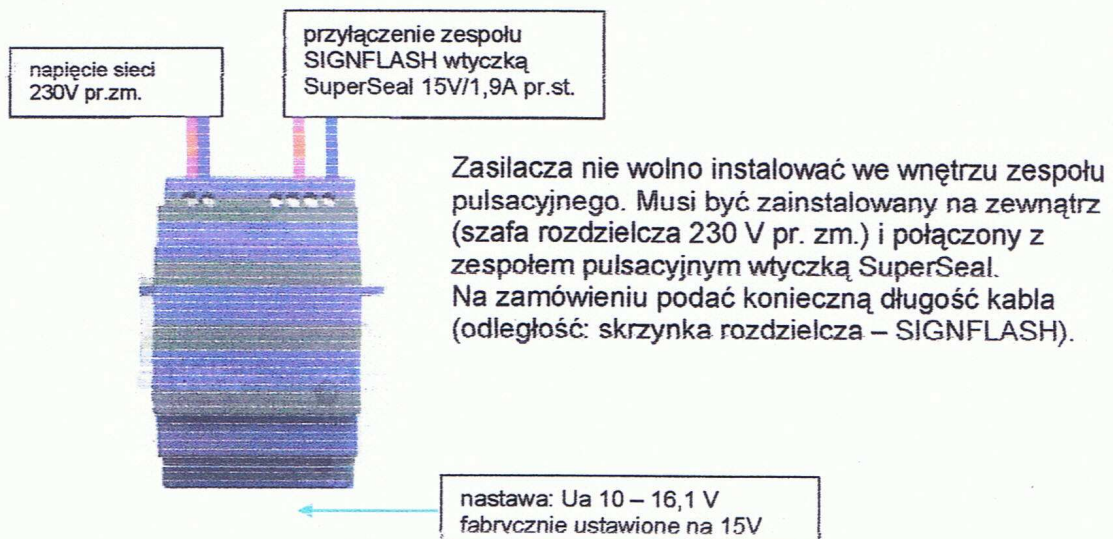 napięcie sieci
230V pr.zm.
przyłączenie zespołu
SIGNFLASH wtyczką
SuperSeal 15V/1,9A pr.st.
Zasilacza nie wolno instalować we wnętrzu zespołu
pulsacyjnego. Musi być zainstalowany na zewnątrz
(szafa rozdzielcza 230 V pr. zm.) i połączony z
zespołem pulsacyjnym wtyczką SuperSeal.
Na zamówieniu podać konieczną długość kabla
(odległość: skrzynka rozdzielcza – SIGNFLASH).
nastawa: Ua 10 – 16,1 V
fabrycznie ustawione na 15V